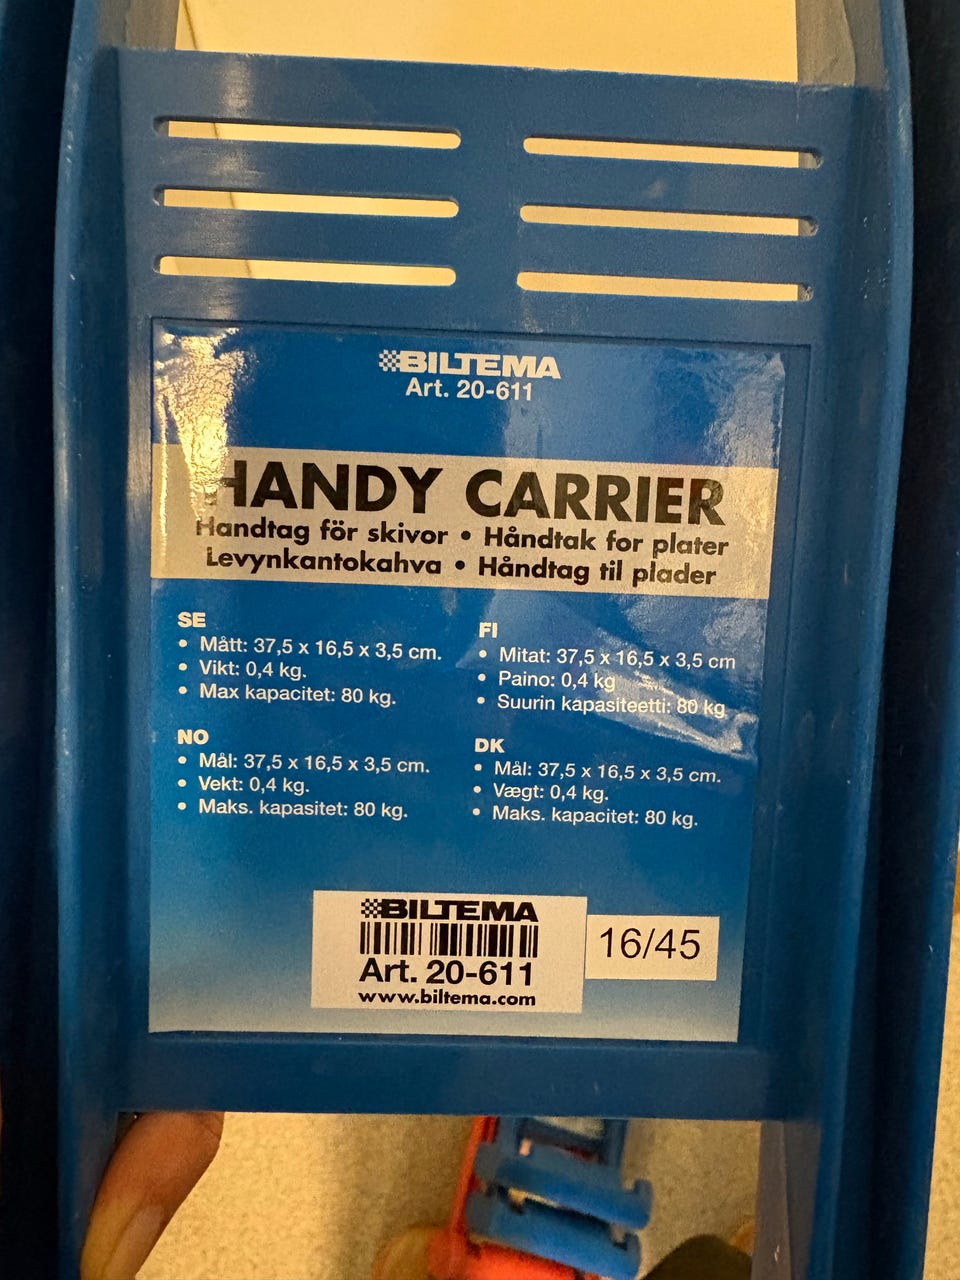 BILTEMA
Art. 20-611
HANDY CARRIER
Handtag för skivor • Håndtak for plater
Levynkantokahva • Håndtag til plader
SE
• Mått: 37,5 x 16,5 x 3,5 cm.
• Vikt: 0,4 kg.
• Max kapacitet: 80 kg.
FI
• Mitat: 37,5 x 16,5 x 3,5 cm
• Paino: 0,4 kg
• Suurin kapasiteetti: 80 kg
NO
• Mål: 37,5 x 16,5 x 3,5 cm.
• Vekt: 0,4 kg.
• Maks. kapasitet: 80 kg.
DK
• Mål: 37,5 x 16,5 x 3,5 cm.
• Vægt: 0,4 kg.
• Maks. kapacitet: 80 kg.
BILTEMA
Art. 20-611
www.biltema.com
16/45